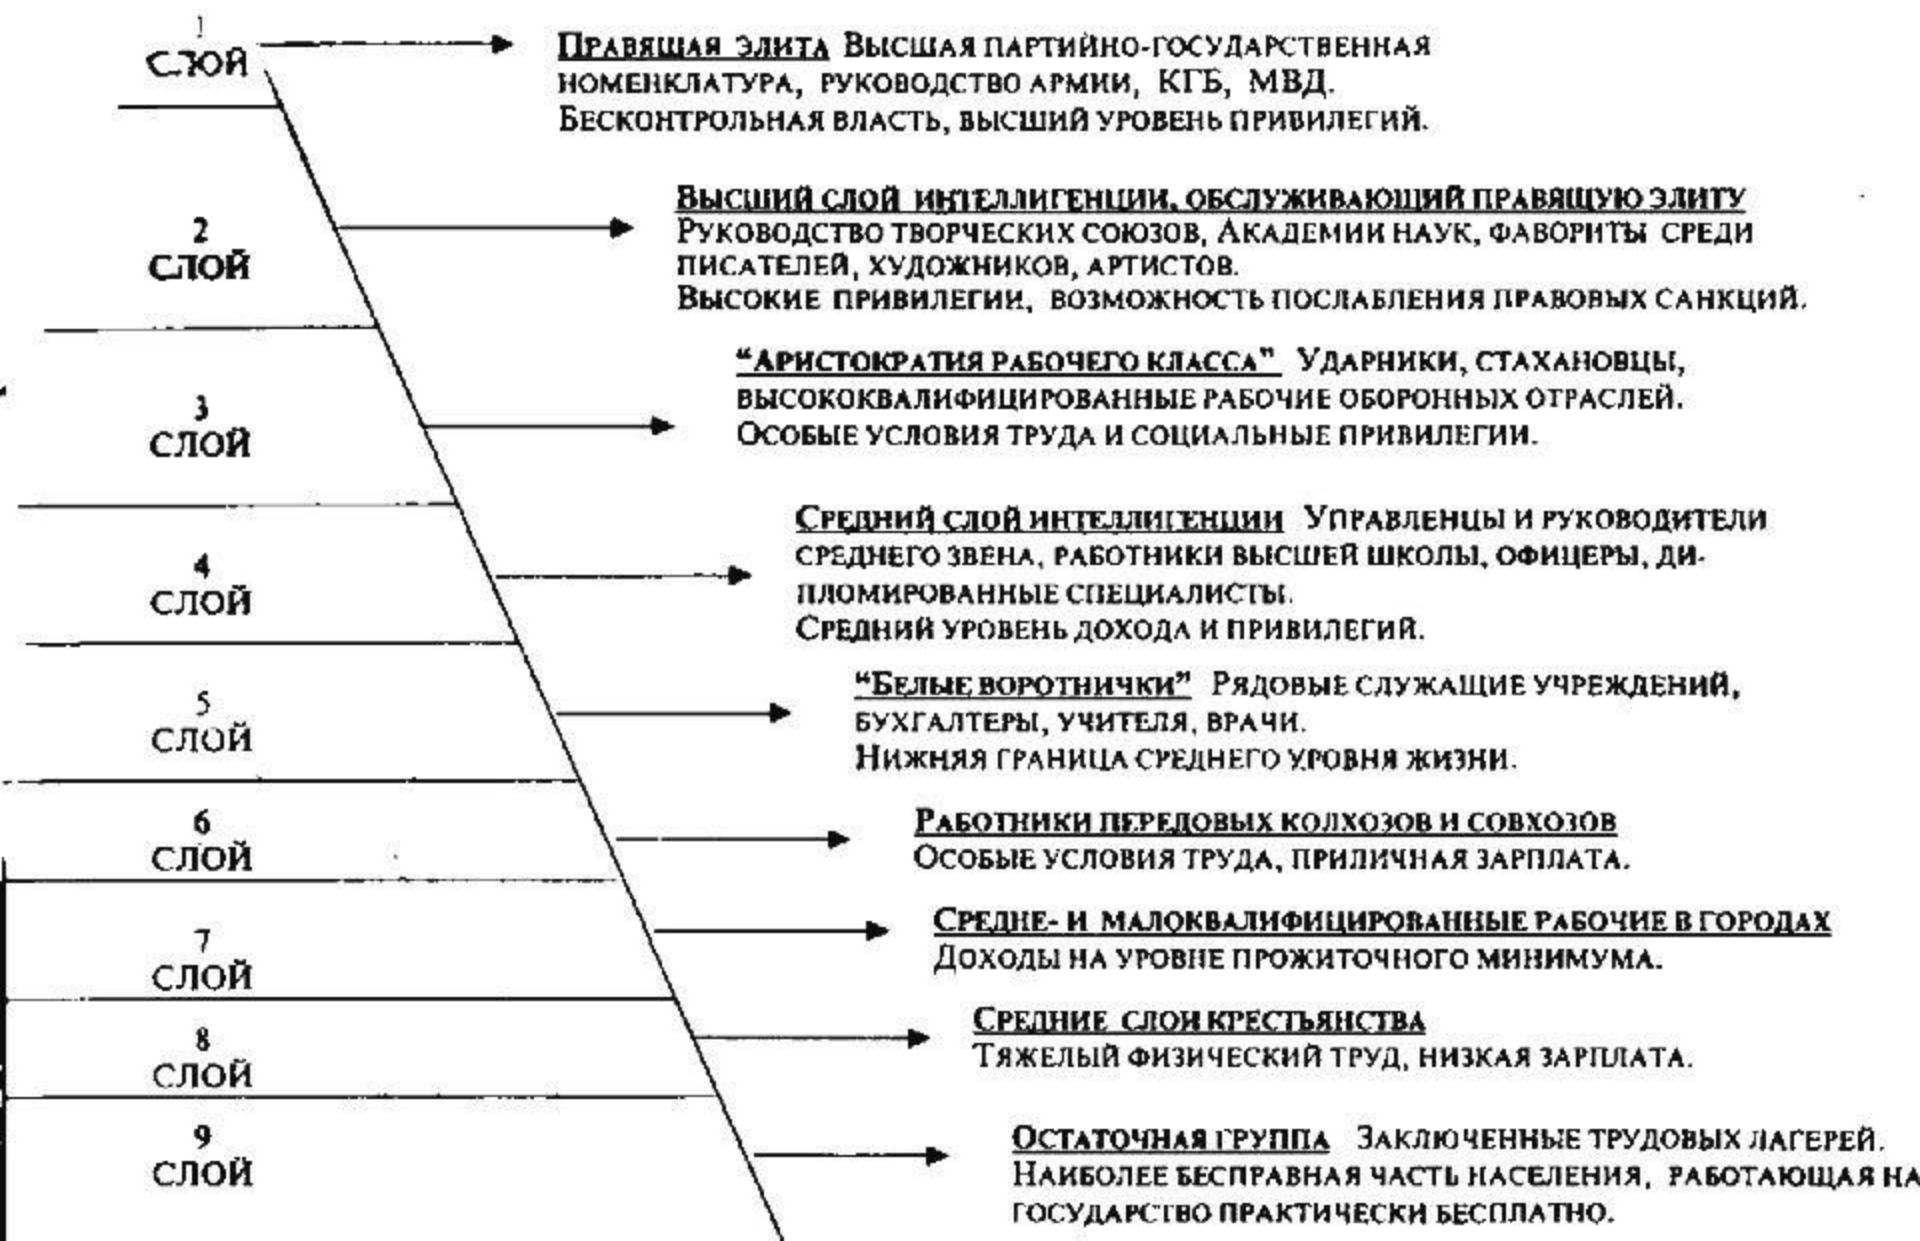 1
СЛОЙ
ПРАВЯЩАЯ ЭЛИТА ВЫСШАЯ ПАРТИЙНО-ГОСУДАРСТВЕННАЯ
НОМЕНКЛАТУРА, РУКОВОДСТВО АРМИИ, КГБ, МВД.
БЕСКОНТРОЛЬНАЯ ВЛАСТЬ, ВЫСШИЙ УРОВЕНЬ ПРИВИЛЕГИЙ.
2
СЛОЙ
ВЫСШИЙ СЛОЙ ИНТЕЛЛИГЕНЦИИ, ОБСЛУЖИВАЮЩИЙ ПРАВЯЩУЮ ЭЛИТУ
РУКОВОДСТВО ТВОРЧЕСКИХ СОЮЗОВ, АКАДЕМИИ НАУК, ФАВОРИТЫ СРЕДИ
ПИСАТЕЛЕЙ, ХУДОЖНИКОВ, АРТИСТОВ.
ВЫСОКИЕ ПРИВИЛЕГИИ, ВОЗМОЖНОСТЬ ПОСЛАБЛЕНИЯ ПРАВОВЫХ САНКЦИЙ.
3
СЛОЙ
“АРИСТОКРАТИЯ РАБОЧЕГО КЛАССА” УДАРНИКИ, СТАХАНОВЦЫ,
ВЫСОКОКВАЛИФИЦИРОВАННЫЕ РАБОЧИЕ ОБОРОННЫХ ОТРАСЛЕЙ.
ОСОБЫЕ УСЛОВИЯ ТРУДА И СОЦИАЛЬНЫЕ ПРИВИЛЕГИИ.
4
СЛОЙ
СРЕДНИЙ СЛОЙ ИНТЕЛЛИГЕНЦИИ УПРАВЛЕНЦЫ И РУКОВОДИТЕЛИ
СРЕДНЕГО ЗВЕНА, РАБОТНИКИ ВЫСШЕЙ ШКОЛЫ, ОФИЦЕРЫ, ДИ-
ПЛОМИРОВАННЫЕ СПЕЦИАЛИСТЫ.
СРЕДНИЙ УРОВЕНЬ ДОХОДА И ПРИВИЛЕГИЙ.
5
СЛОЙ
“БЕЛЫЕ ВОРОТНИЧКИ” РЯДОВЫЕ СЛУЖАЩИЕ УЧРЕЖДЕНИЙ,
БУХГАЛТЕРЫ, УЧИТЕЛЯ, ВРАЧИ.
НИЖНЯЯ ГРАНИЦА СРЕДНЕГО УРОВНЯ ЖИЗНИ.
6
СЛОЙ
РАБОТНИКИ ПЕРЕДОВЫХ КОЛХОЗОВ И СОВХОЗОВ
ОСОБЫЕ УСЛОВИЯ ТРУДА, ПРИЛИЧНАЯ ЗАРПЛАТА.
7
СЛОЙ
СРЕДНЕ- И МАЛОКВАЛИФИЦИРОВАННЫЕ РАБОЧИЕ В ГОРОДАХ
ДОХОДЫ НА УРОВНЕ ПРОЖИТОЧНОГО МИНИМУМА.
8
СЛОЙ
СРЕДНИЕ СЛОИ КРЕСТЬЯНСТВА
ТЯЖЕЛЫЙ ФИЗИЧЕСКИЙ ТРУД, НИЗКАЯ ЗАРПЛАТА.
9
СЛОЙ
ОСТАТОЧНАЯ ГРУППА ЗАКЛЮЧЕННЫЕ ТРУДОВЫХ ЛАГЕРЕЙ.
НАИБОЛЕЕ БЕСПРАВНАЯ ЧАСТЬ НАСЕЛЕНИЯ, РАБОТАЮЩАЯ НА
ГОСУДАРСТВО ПРАКТИЧЕСКИ БЕСПЛАТНО.